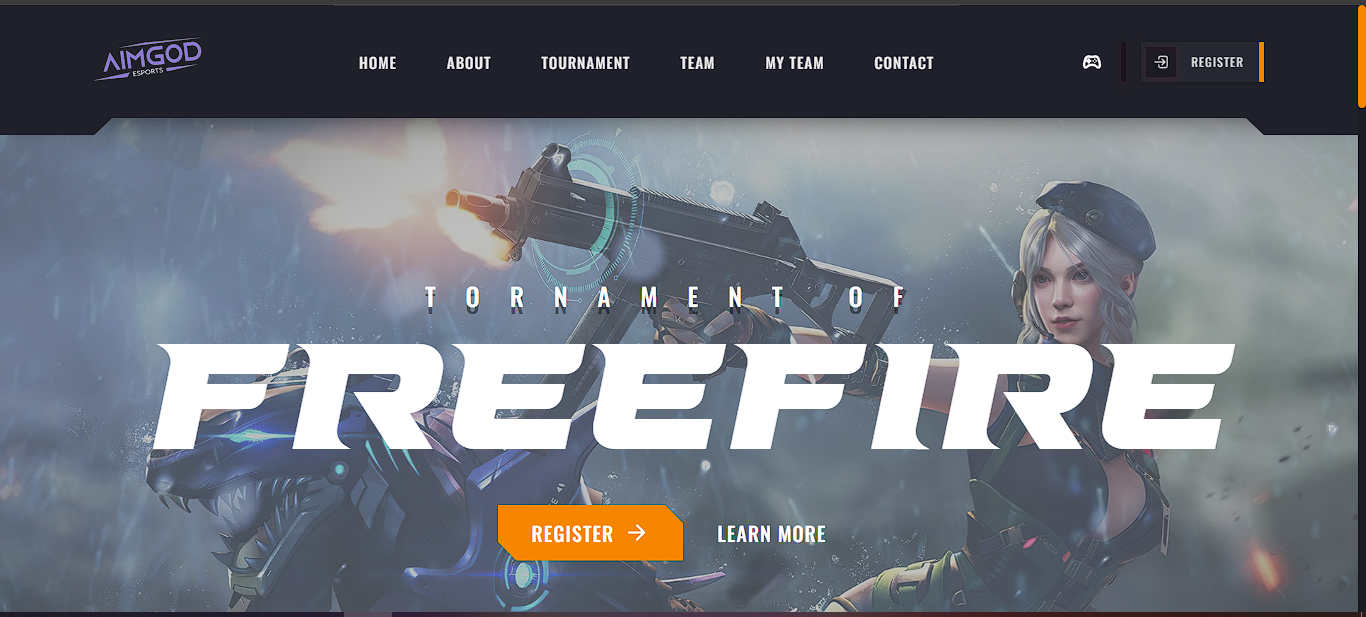 AIMGOD
ESPORTS
HOME ABOUT TOURNAMENT TEAM MY TEAM CONTACT REGISTER
TORNAMENT OF
FREEFIRE
REGISTER → LEARN MORE